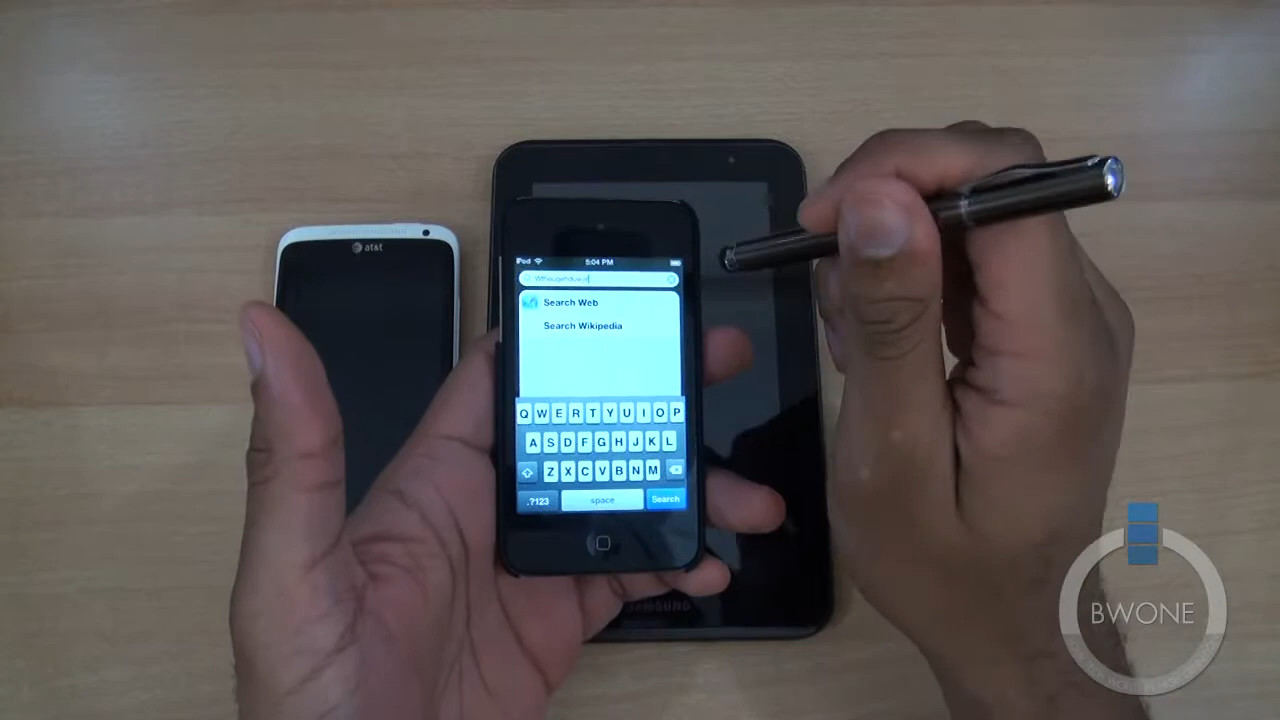 at&t
iPod 5:04 PM
Search Web
Search Wikipedia
Q W E R T Y U I O P
A S D F G H J K L
Z X C V B N M
.?123 space Search
SAMSUNG
BWONE